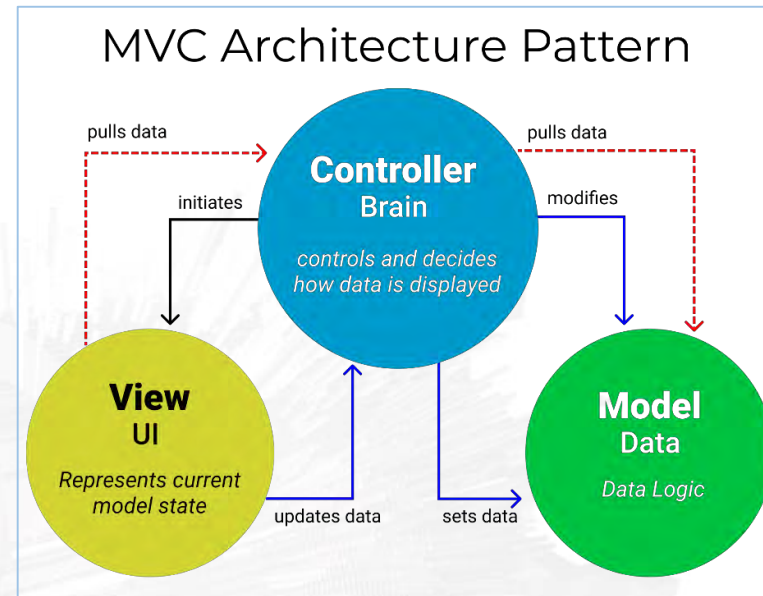 MVC Architecture Pattern
pulls data
pulls data
Controller
Brain
initiates
modifies
controls and decides
how data is displayed
View
UI
Represents current
model state
Model
Data
Data Logic
updates data
sets data